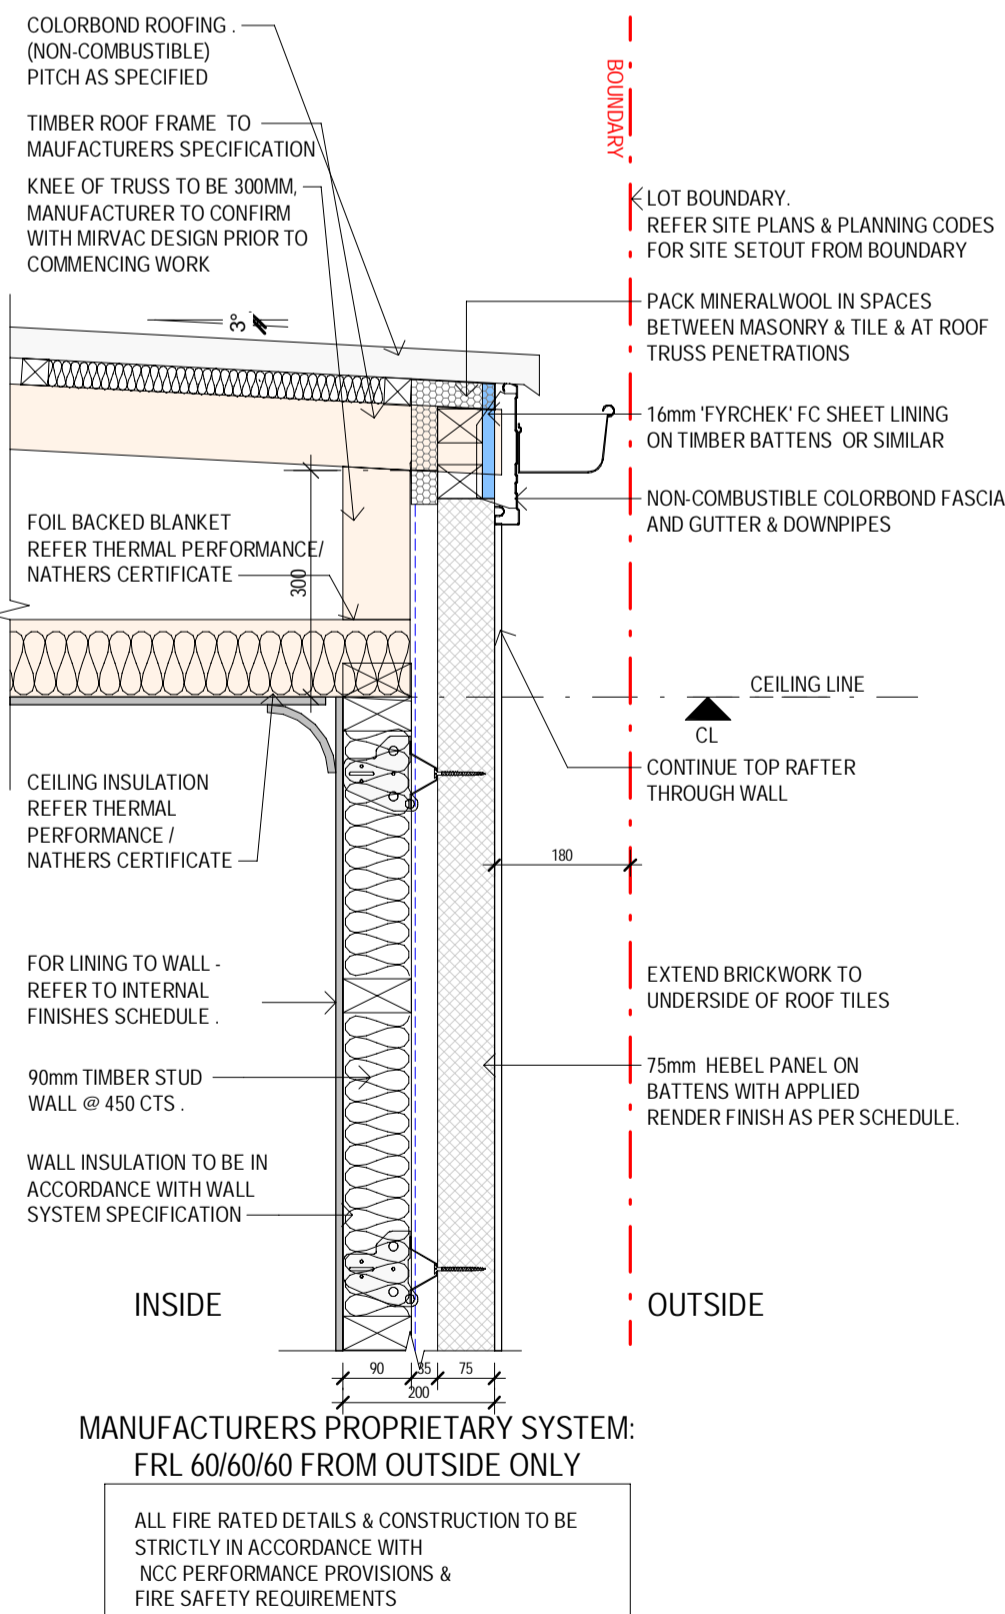 COLORBOND ROOFING .
(NON-COMBUSTIBLE)
PITCH AS SPECIFIED
TIMBER ROOF FRAME TO
MAUFACTURERS SPECIFICATION
KNEE OF TRUSS TO BE 300MM,
MANUFACTURER TO CONFIRM
WITH MIRVAC DESIGN PRIOR TO
COMMENCING WORK
3°
BOUNDARY
LOT BOUNDARY.
REFER SITE PLANS & PLANNING CODES
FOR SITE SETOUT FROM BOUNDARY
PACK MINERALWOOL IN SPACES
BETWEEN MASONRY & TILE & AT ROOF
TRUSS PENETRATIONS
16mm 'FYRCHEK' FC SHEET LINING
ON TIMBER BATTENS OR SIMILAR
NON-COMBUSTIBLE COLORBOND FASCIA
AND GUTTER & DOWNPIPES
FOIL BACKED BLANKET
REFER THERMAL PERFORMANCE/
NATHERS CERTIFICATE
300
CEILING LINE
CL
CONTINUE TOP RAFTER
THROUGH WALL
CEILING INSULATION
REFER THERMAL
PERFORMANCE /
NATHERS CERTIFICATE
180
FOR LINING TO WALL -
REFER TO INTERNAL
FINISHES SCHEDULE .
EXTEND BRICKWORK TO
UNDERSIDE OF ROOF TILES
90mm TIMBER STUD
WALL @ 450 CTS .
75mm HEBEL PANEL ON
BATTENS WITH APPLIED
RENDER FINISH AS PER SCHEDULE.
WALL INSULATION TO BE IN
ACCORDANCE WITH WALL
SYSTEM SPECIFICATION
INSIDE
OUTSIDE
90 35 75
200
MANUFACTURERS PROPRIETARY SYSTEM:
FRL 60/60/60 FROM OUTSIDE ONLY
ALL FIRE RATED DETAILS & CONSTRUCTION TO BE
STRICTLY IN ACCORDANCE WITH
NCC PERFORMANCE PROVISIONS &
FIRE SAFETY REQUIREMENTS